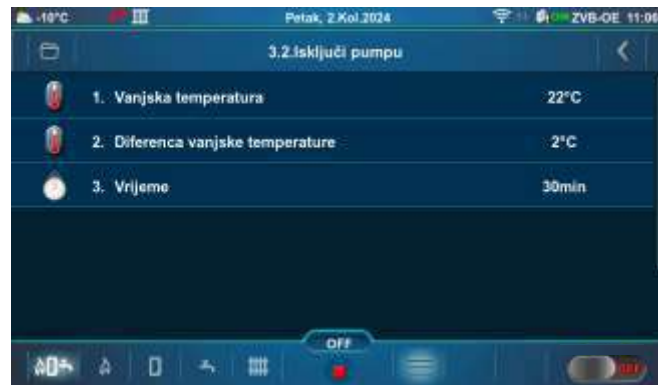 -10°C Petak, 2.Kol.2024 ZVB-OE 11:06
3.2.Isključi pumpu
1. Vanjska temperatura 22°C
2. Diferenca vanjske temperature 2°C
3. Vrijeme 30min
OFF
OFF